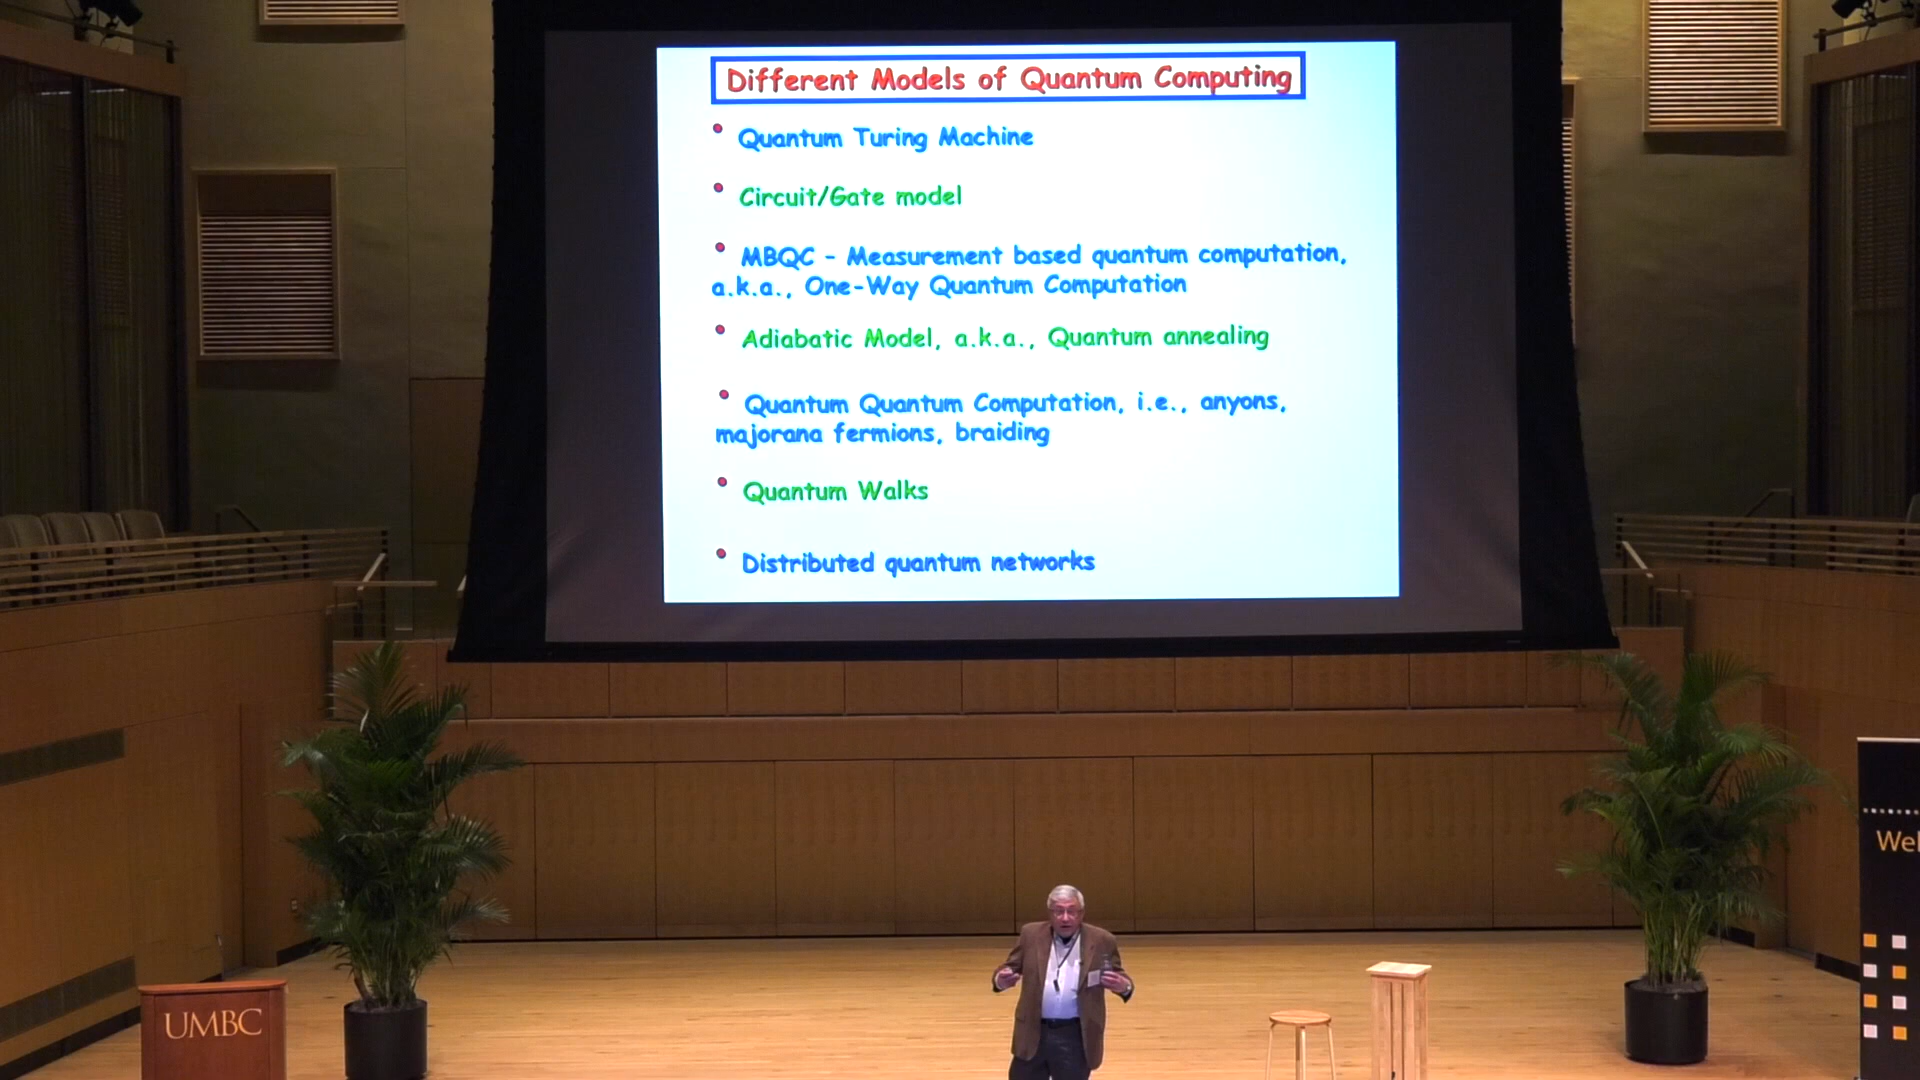 Different Models of Quantum Computing
• Quantum Turing Machine
• Circuit/Gate model
• MBQC - Measurement based quantum computation,
a.k.a., One-Way Quantum Computation
• Adiabatic Model, a.k.a., Quantum annealing
• Quantum Quantum Computation, i.e., anyons,
majorana fermions, braiding
• Quantum Walks
• Distributed quantum networks
Wel
UMBC